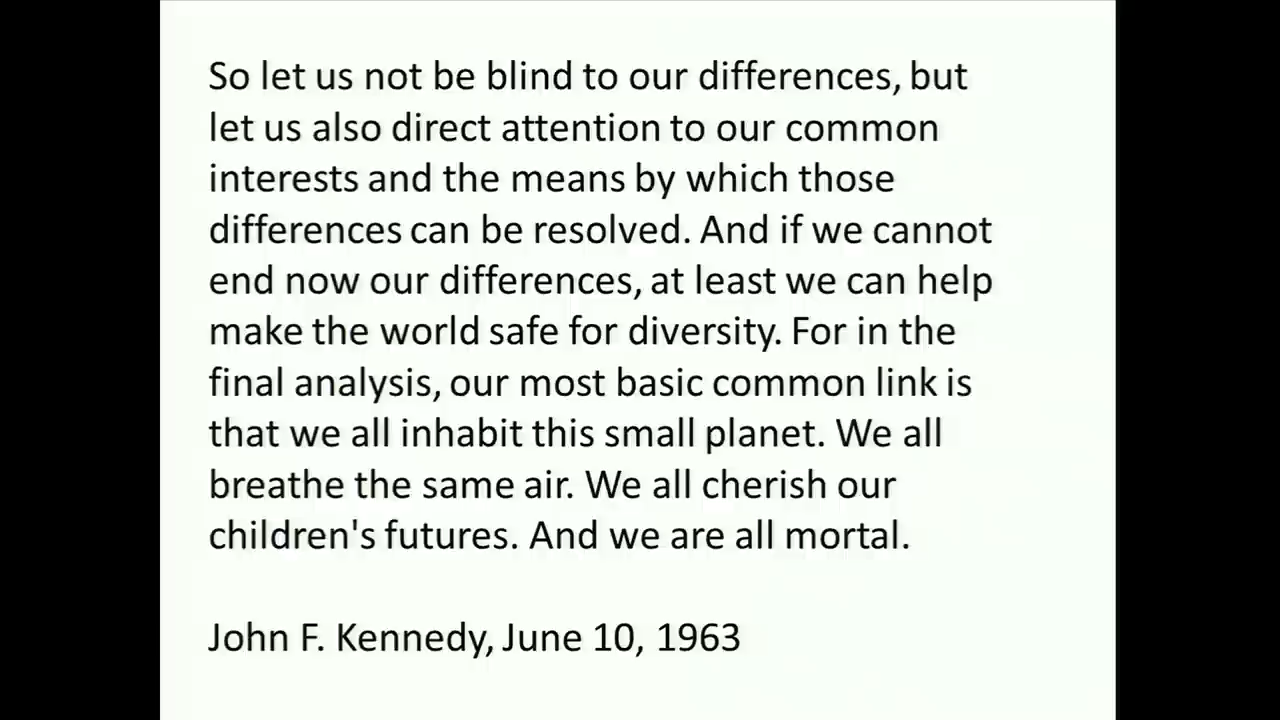 So let us not be blind to our differences, but
let us also direct attention to our common
interests and the means by which those
differences can be resolved. And if we cannot
end now our differences, at least we can help
make the world safe for diversity. For in the
final analysis, our most basic common link is
that we all inhabit this small planet. We all
breathe the same air. We all cherish our
children's futures. And we are all mortal.
John F. Kennedy, June 10, 1963